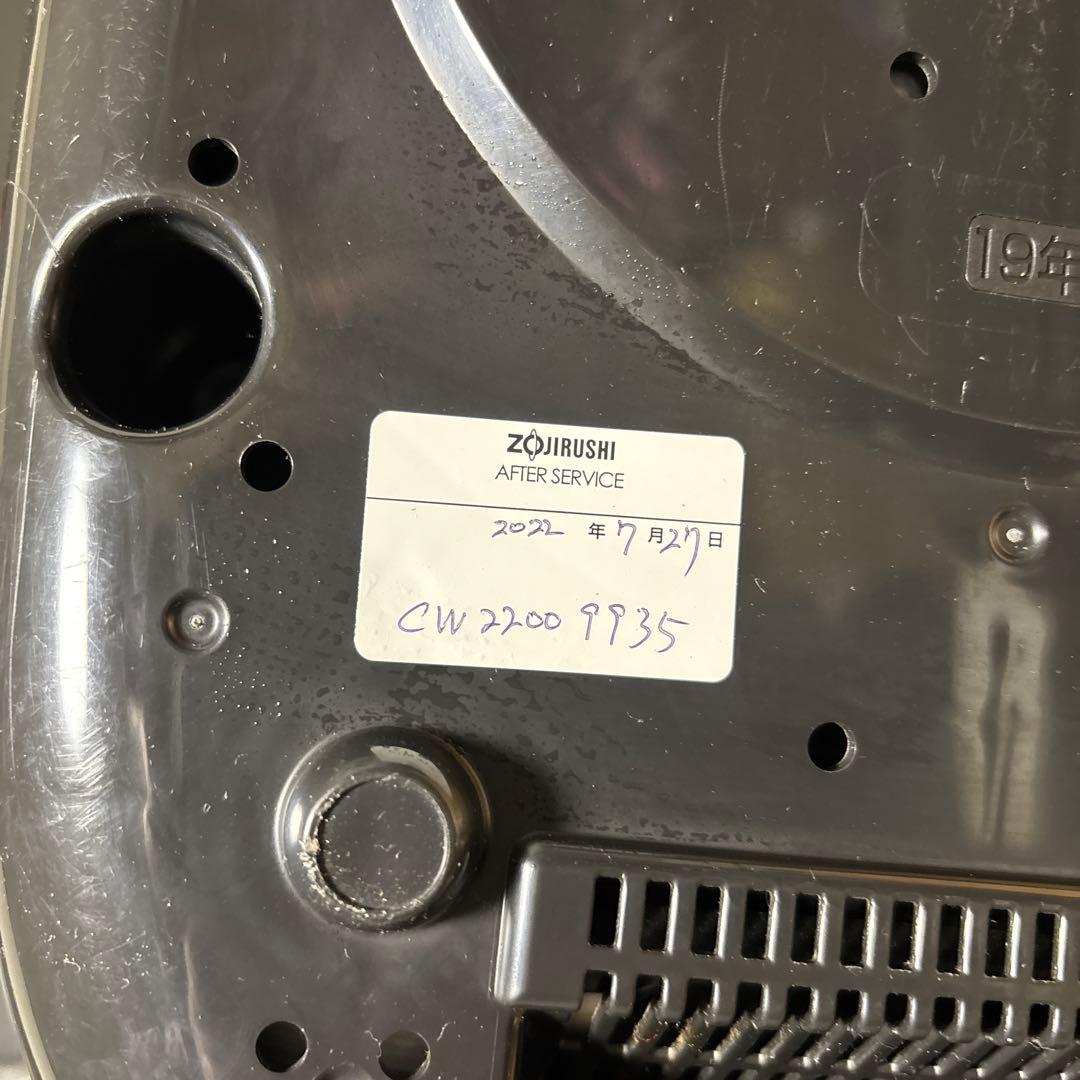 19年
ZOJIRUSHI
AFTER SERVICE
2022 年 7 月 27 日
CW 2200 9935